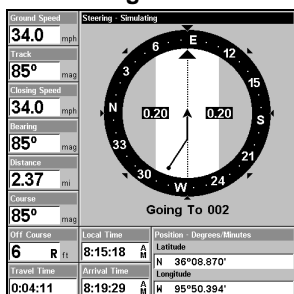 Ground Speed
34.0 mph
Track
85° mag
Closing Speed
34.0 mph
Bearing
85° mag
Distance
2.37 mi
Course
85° mag
Off Course
6 R ft
Travel Time
0:04:11
Steering - Simulating
E
6
12
3
15
0.20
0.20
N
S
33
21
30
24
W
Going To 002
Local Time
8:15:18 AM
Arrival Time
8:19:29 AM
Position - Degrees/Minutes
Latitude
N 36°08.870'
Longitude
W 95°50.394'